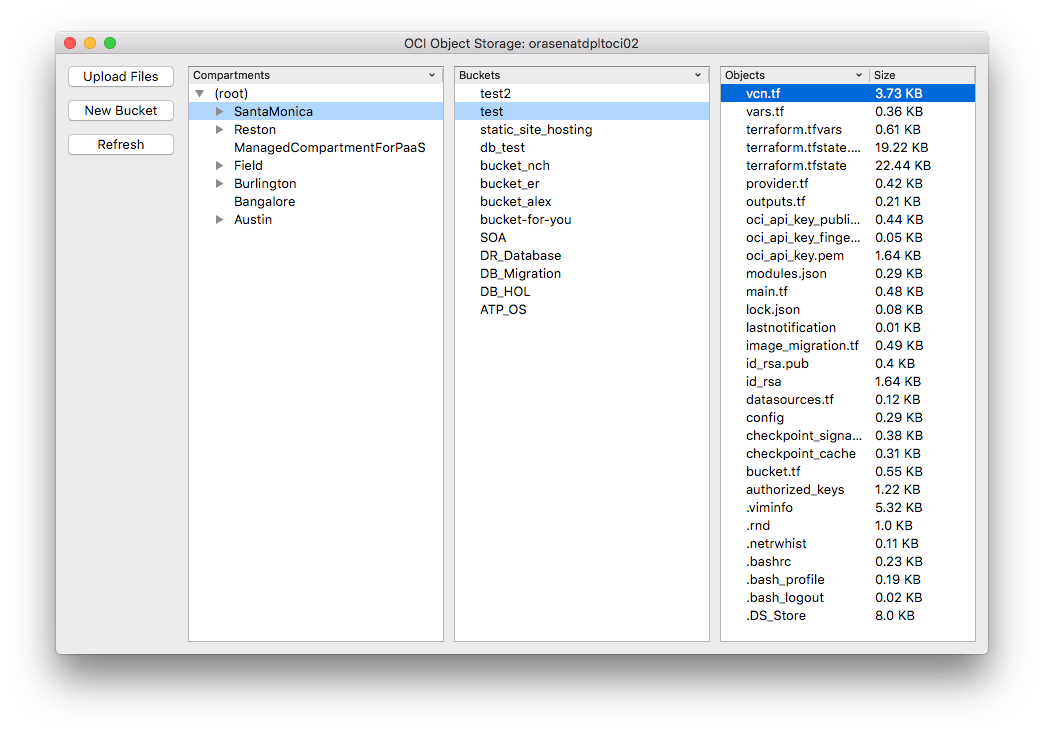 OCI Object Storage: orasenatdpltoci02
Upload Files
New Bucket
Refresh
Compartments
(root)
SantaMonica
Reston
ManagedCompartmentForPaaS
Field
Burlington
Bangalore
Austin
Buckets
test2
test
static_site_hosting
db_test
bucket_nch
bucket_er
bucket_alex
bucket-for-you
SOA
DR_Database
DB_Migration
DB_HOL
ATP_OS
Objects Size
vcn.tf 3.73 KB
vars.tf 0.36 KB
terraform.tfvars 0.61 KB
terraform.tfstate.... 19.22 KB
terraform.tfstate 22.44 KB
provider.tf 0.42 KB
outputs.tf 0.21 KB
oci_api_key_publi... 0.44 KB
oci_api_key_finge... 0.05 KB
oci_api_key.pem 1.64 KB
modules.json 0.29 KB
main.tf 0.48 KB
lock.json 0.08 KB
lastnotification 0.01 KB
image_migration.tf 0.49 KB
id_rsa.pub 0.4 KB
id_rsa 1.64 KB
datasources.tf 0.12 KB
config 0.29 KB
checkpoint_signa... 0.38 KB
checkpoint_cache 0.31 KB
bucket.tf 0.55 KB
authorized_keys 1.22 KB
.viminfo 5.32 KB
.rnd 1.0 KB
.netrwhist 0.11 KB
.bashrc 0.23 KB
.bash_profile 0.19 KB
.bash_logout 0.02 KB
.DS_Store 8.0 KB